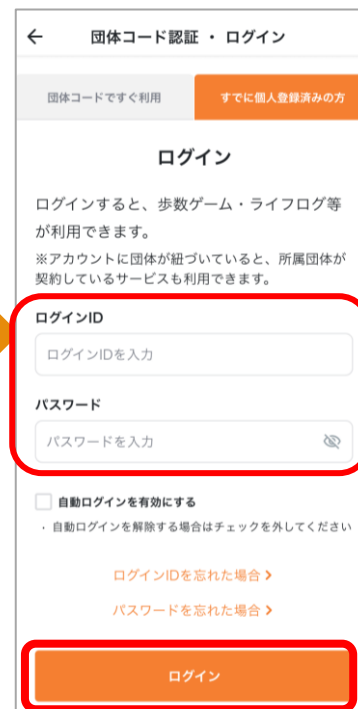 団体コード認証 ・ ログイン
団体コードですぐ利用
すでに個人登録済みの方
ログイン
ログインすると、歩数ゲーム・ライフログ等
が利用できます。
※アカウントに団体が紐づいていると、所属団体が
契約しているサービスも利用できます。
ログインID
ログインIDを入力
パスワード
パスワードを入力
自動ログインを有効にする
・ 自動ログインを解除する場合はチェックを外してください
ログインIDを忘れた場合
パスワードを忘れた場合
ログイン